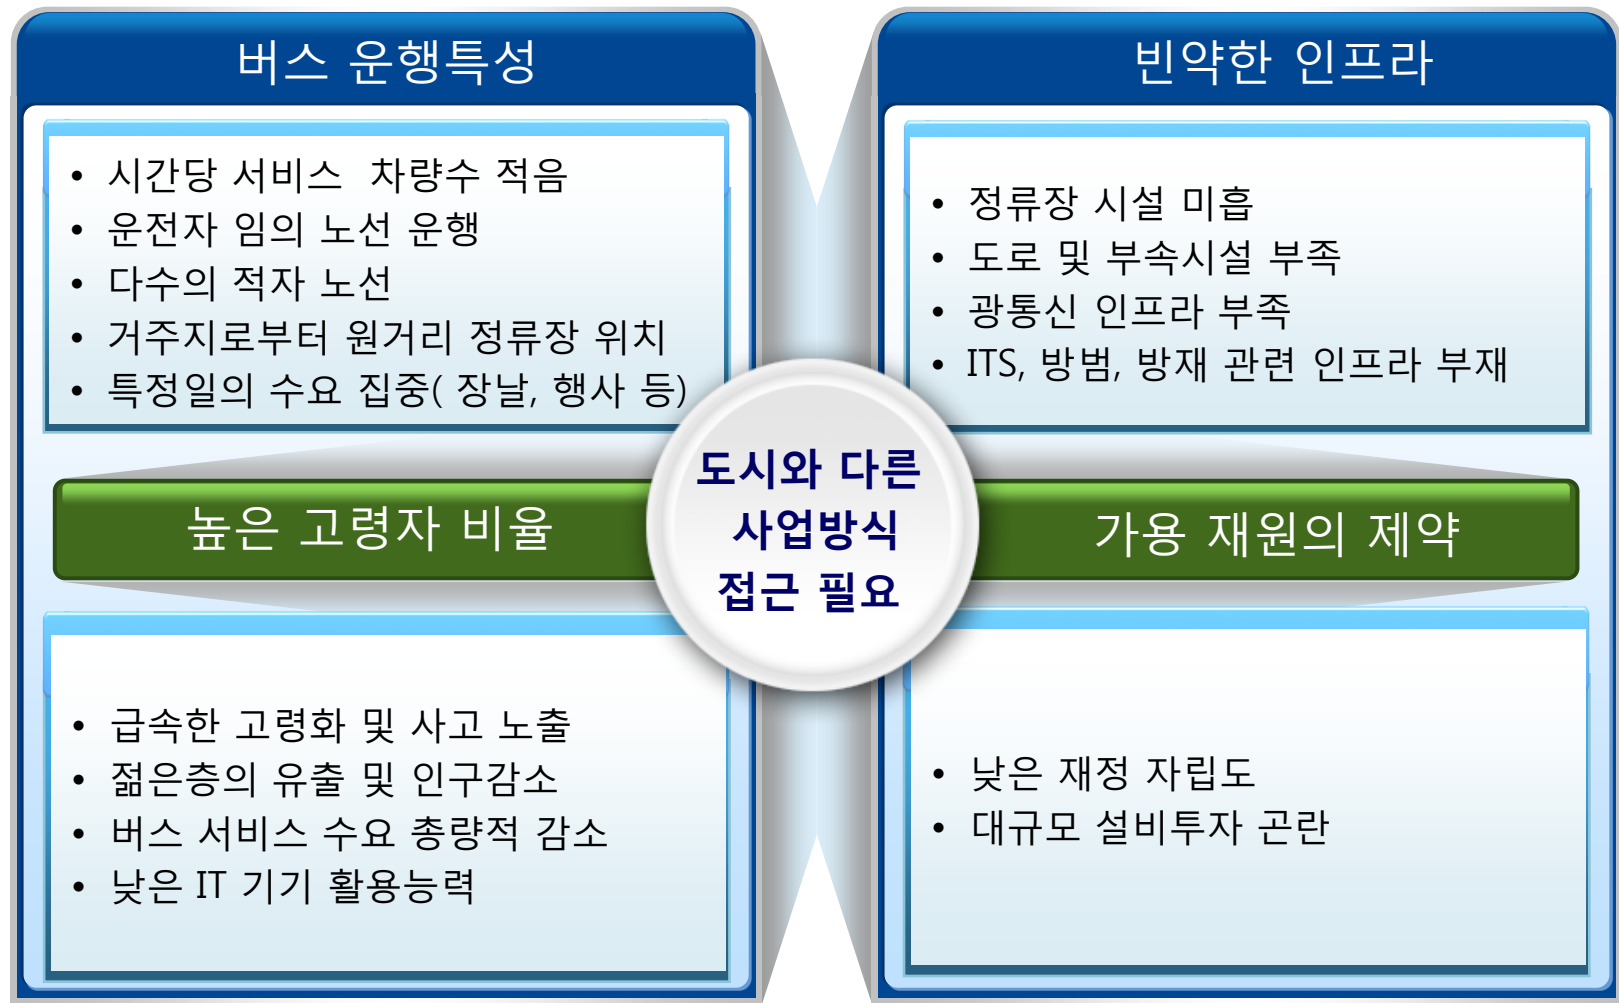 버스 운행특성
• 시간당 서비스 차량수 적음
• 운전자 임의 노선 운행
• 다수의 적자 노선
• 거주지로부터 원거리 정류장 위치
• 특정일의 수요 집중( 장날, 행사 등)
빈약한 인프라
• 정류장 시설 미흡
• 도로 및 부속시설 부족
• 광통신 인프라 부족
• ITS, 방범, 방재 관련 인프라 부재
도시와 다른
사업방식
접근 필요
높은 고령자 비율
• 급속한 고령화 및 사고 노출
• 젊은층의 유출 및 인구감소
• 버스 서비스 수요 총량적 감소
• 낮은 IT 기기 활용능력
가용 재원의 제약
• 낮은 재정 자립도
• 대규모 설비투자 곤란